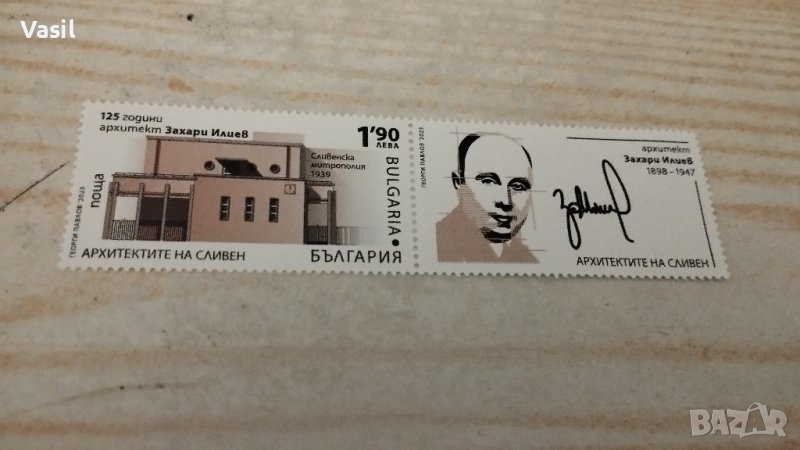 Vasil
125 години
архитект Захари Илиев
1'90
ЛЕВА
Сливенска
митрополия
1939
поща
BULGARIA •
ГЕОРГИ ПАВЛОВ '2023
АРХИТЕКТИТЕ НА СЛИВЕН
БЪЛГАРИЯ
ГЕОРГИ ПАВЛОВ '2023
архитект
Захари Илиев
1898 – 1947
АРХИТЕКТИТЕ НА СЛИВЕН
BAZAR